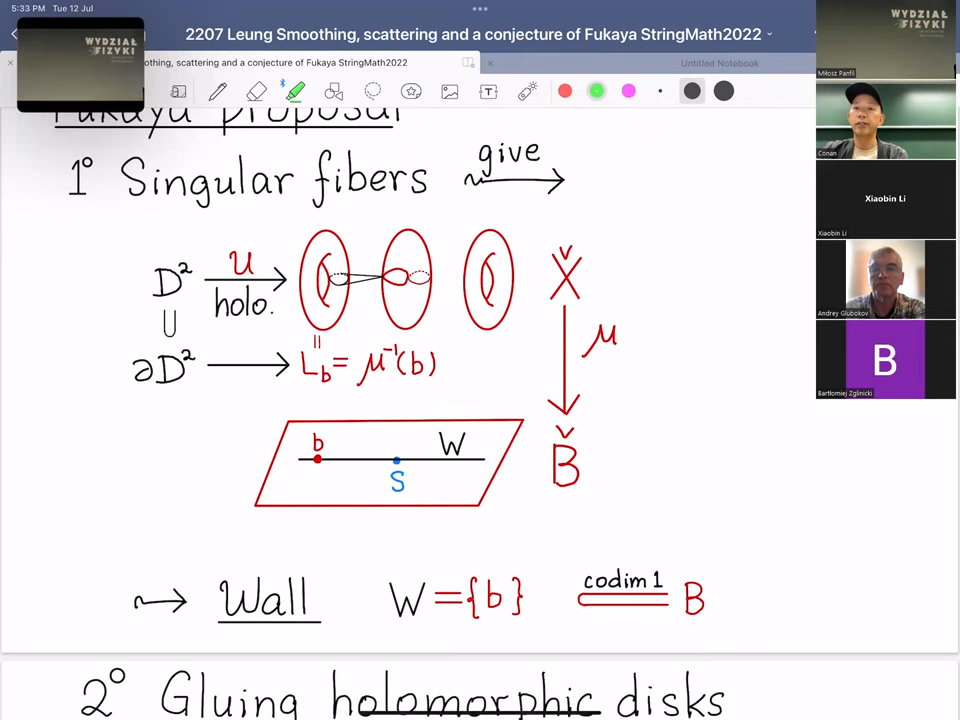 5:33 PM Tue 12 Jul
2207 Leung Smoothing, scattering and a conjecture of Fukaya StringMath2022
WYDZIAŁ
FIZYKI
othing, scattering and a conjecture of Fukaya StringMath2022
Untitled Notebook
Fukaya proposal
1° Singular fibers give
D² u holo. X̌
∪
∂D² L_b = μ⁻¹(b) μ
b W
S B̌
Wall W = {b} codim 1 B
2° Gluing holomorphic disks
WYDZIAŁ
FIZYKI
Miłosz Panfil
Conan
Xiaobin Li
Xiaobin Li
Andrey Glubokov
B
Bartłomiej Zglinicki